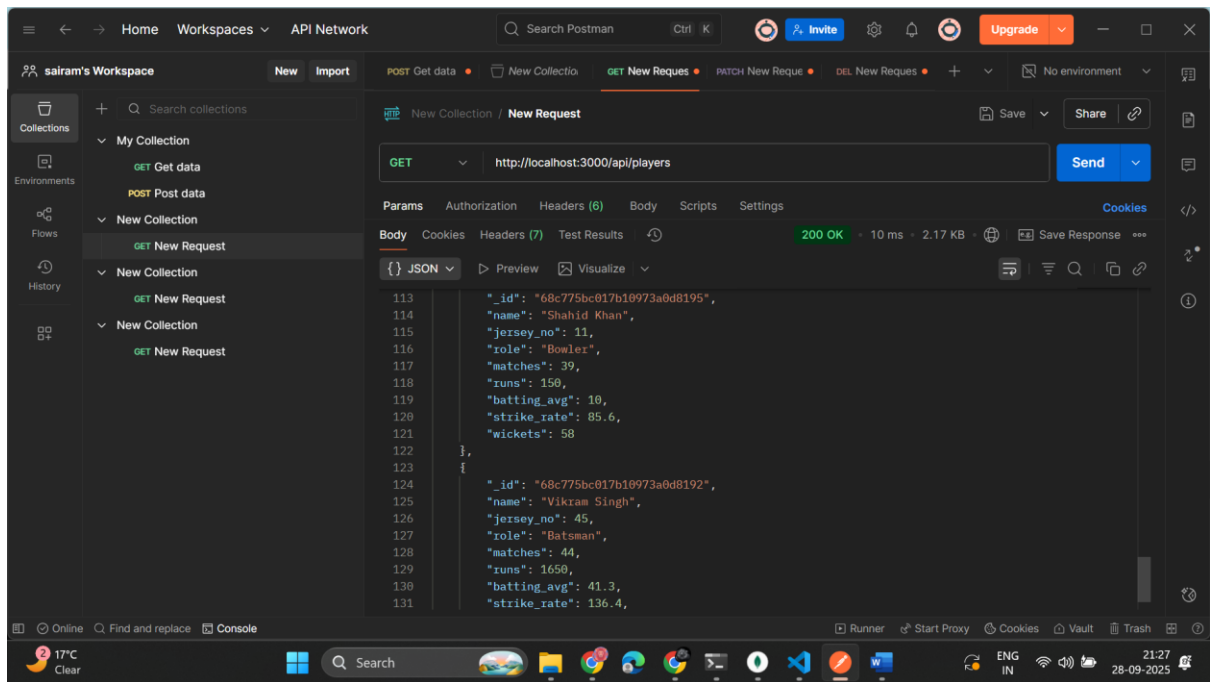 Home Workspaces API Network Search Postman Ctrl K Invite Upgrade
sairam's Workspace New Import POST Get data New Collectio GET New Reques PATCH New Reque DEL New Reques No environment
Collections
Environments
Flows
History
Search collections
My Collection
GET Get data
POST Post data
New Collection
GET New Request
New Collection
GET New Request
New Collection
GET New Request
HTTP New Collection / New Request Save Share
GET http://localhost:3000/api/players Send
Params Authorization Headers (6) Body Scripts Settings Cookies
Body Cookies Headers (7) Test Results 200 OK 10 ms 2.17 KB Save Response
{} JSON Preview Visualize
113 "_id": "68c775bc017b10973a0d8195",
114 "name": "Shahid Khan",
115 "jersey_no": 11,
116 "role": "Bowler",
117 "matches": 39,
118 "runs": 150,
119 "batting_avg": 10,
120 "strike_rate": 85.6,
121 "wickets": 58
122 },
123 {
124 "_id": "68c775bc017b10973a0d8192",
125 "name": "Vikram Singh",
126 "jersey_no": 45,
127 "role": "Batsman",
128 "matches": 44,
129 "runs": 1650,
130 "batting_avg": 41.3,
131 "strike_rate": 136.4,
Online Find and replace Console Runner Start Proxy Cookies Vault Trash
2 17°C
Clear
Search
ENG
IN
21:27
28-09-2025